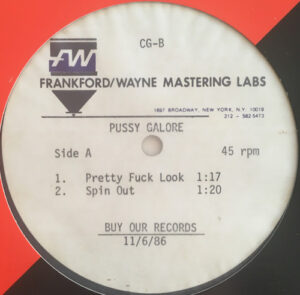 CG-B
fw
FRANKFORD/WAYNE MASTERING LABS
1697 BROADWAY, NEW YORK, N.Y. 10019
212 - 582-5473
PUSSY GALORE
Side A 45 rpm
1. Pretty Fuck Look 1:17
2. Spin Out 1:20
BUY OUR RECORDS
11/6/86